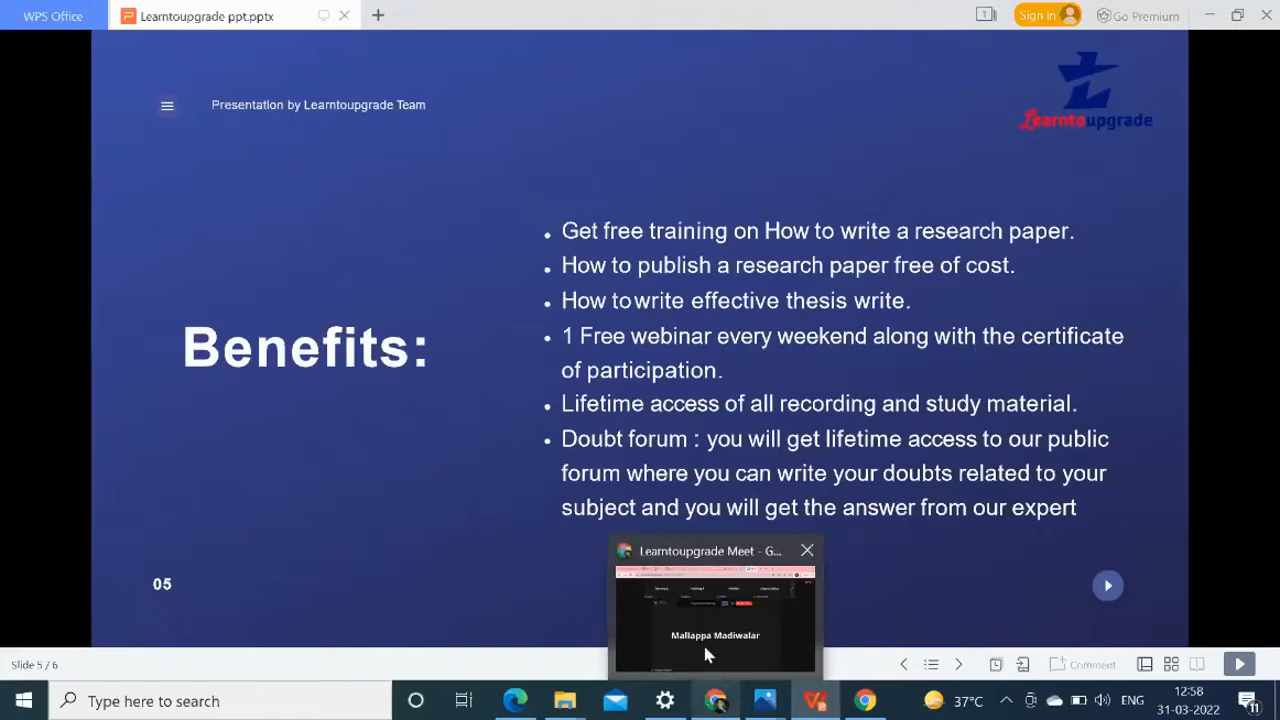 WPS Office
Learntoupgrade ppt.pptx
1
Sign in
Go Premium
Presentation by Learntoupgrade Team
Learntoupgrade
Benefits:
Get free training on How to write a research paper.
How to publish a research paper free of cost.
How to write effective thesis write.
1 Free webinar every weekend along with the certificate
of participation.
Lifetime access of all recording and study material.
Doubt forum : you will get lifetime access to our public
forum where you can write your doubts related to your
subject and you will get the answer from our expert
Learntoupgrade Meet - G...
Mallappa Madiwalar
05
Slide 5 / 6
Comment
Type here to search
37°C
ENG
12:58
31-03-2022
11